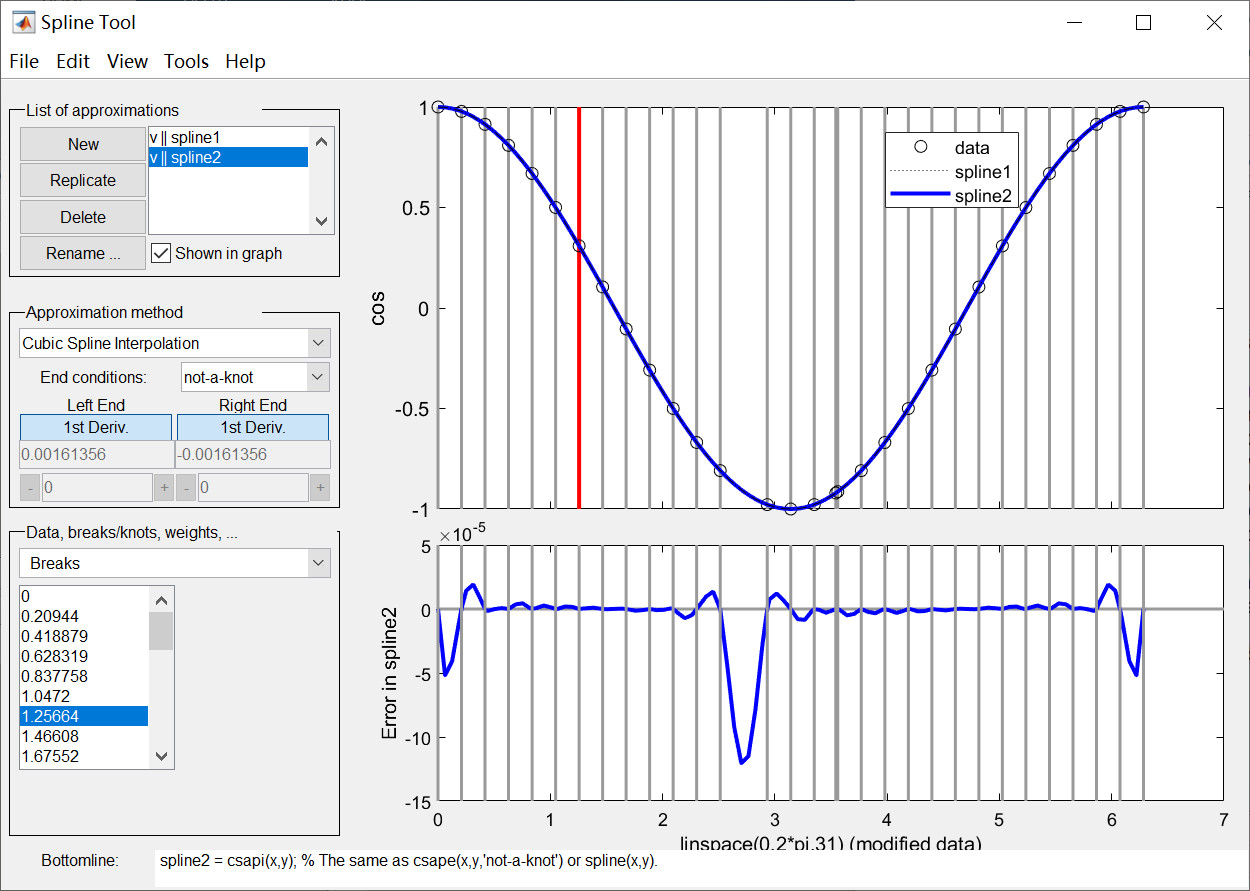 Spline Tool
File Edit View Tools Help
List of approximations
New
Replicate
Delete
Rename ...
v || spline1
v || spline2
Shown in graph
Approximation method
Cubic Spline Interpolation
End conditions:
not-a-knot
Left End
Right End
1st Deriv.
1st Deriv.
0.00161356
-0.00161356
- 0 +
- 0 +
Data, breaks/knots, weights, ...
Breaks
0
0.20944
0.418879
0.628319
0.837758
1.0472
1.25664
1.46608
1.67552
1
0.5
0
-0.5
-1
cos
data
spline1
spline2
×10-5
5
0
-5
-10
-15
Error in spline2
0 1 2 3 4 5 6 7
linspace(0,2*pi,31) (modified data)
Bottomline:
spline2 = csapi(x,y); % The same as csape(x,y,'not-a-knot') or spline(x,y).